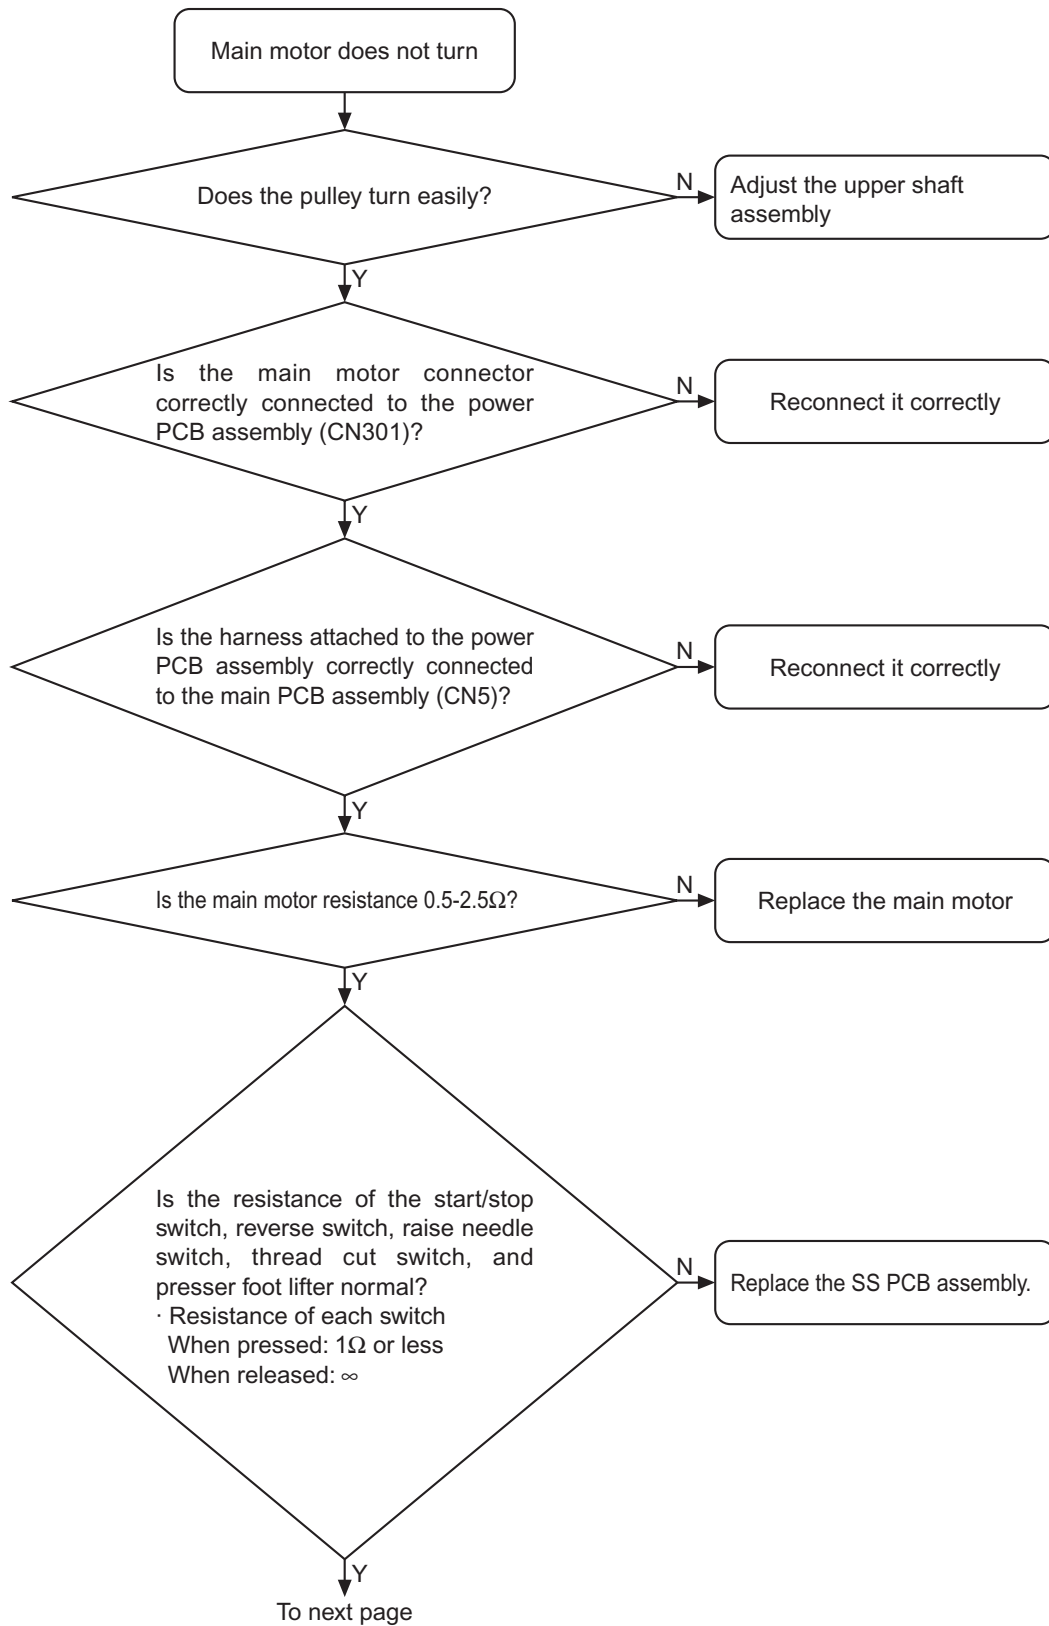 Main motor does not turn
Does the pulley turn easily?
N
Adjust the upper shaft
assembly
Y
Is the main motor connector
correctly connected to the power
PCB assembly (CN301)?
N
Reconnect it correctly
Y
Is the harness attached to the power
PCB assembly correctly connected
to the main PCB assembly (CN5)?
N
Reconnect it correctly
Y
Is the main motor resistance 0.5-2.5Ω?
N
Replace the main motor
Y
Is the resistance of the start/stop
switch, reverse switch, raise needle
switch, thread cut switch, and
presser foot lifter normal?
· Resistance of each switch
When pressed: 1Ω or less
When released: ∞
N
Replace the SS PCB assembly.
Y
To next page